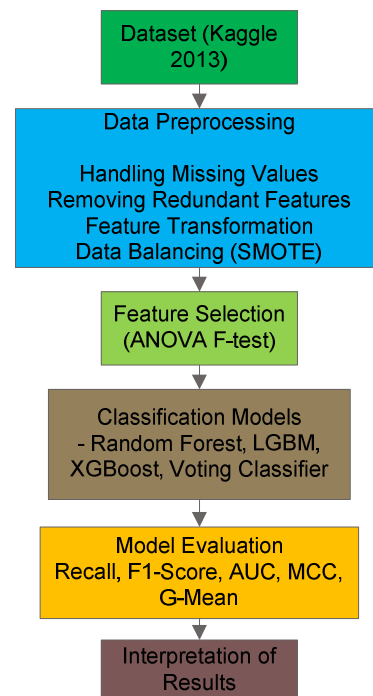 Dataset (Kaggle
2013)
Data Preprocessing
Handling Missing Values
Removing Redundant Features
Feature Transformation
Data Balancing (SMOTE)
Feature Selection
(ANOVA F-test)
Classification Models
- Random Forest, LGBM,
XGBoost, Voting Classifier
Model Evaluation
Recall, F1-Score, AUC, MCC,
G-Mean
Interpretation of
Results